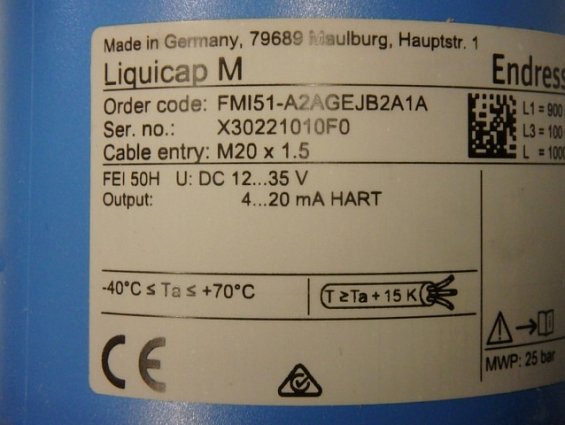 Made in Germany, 79689 Maulburg, Hauptstr. 1
Liquicap M
Endress
Order code: FMI51-A2AGEJB2A1A
Ser. no.: X30221010F0
Cable entry: M20 x 1.5
L1 = 900
L3 = 100
L = 1000
FEI 50H U: DC 12...35 V
Output: 4...20 mA HART
-40°C ≤ Ta ≤ +70°C
T ≥Ta + 15 K
CE
MWP: 25 bar